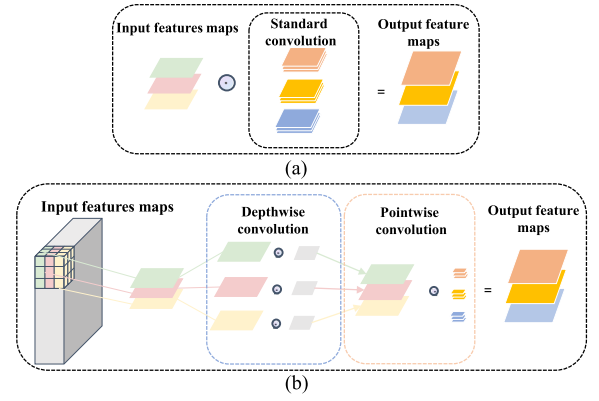 Input features maps
Standard
convolution
Output feature
maps
=
(a)
Input features maps
Depthwise
convolution
Pointwise
convolution
Output feature
maps
=
(b)